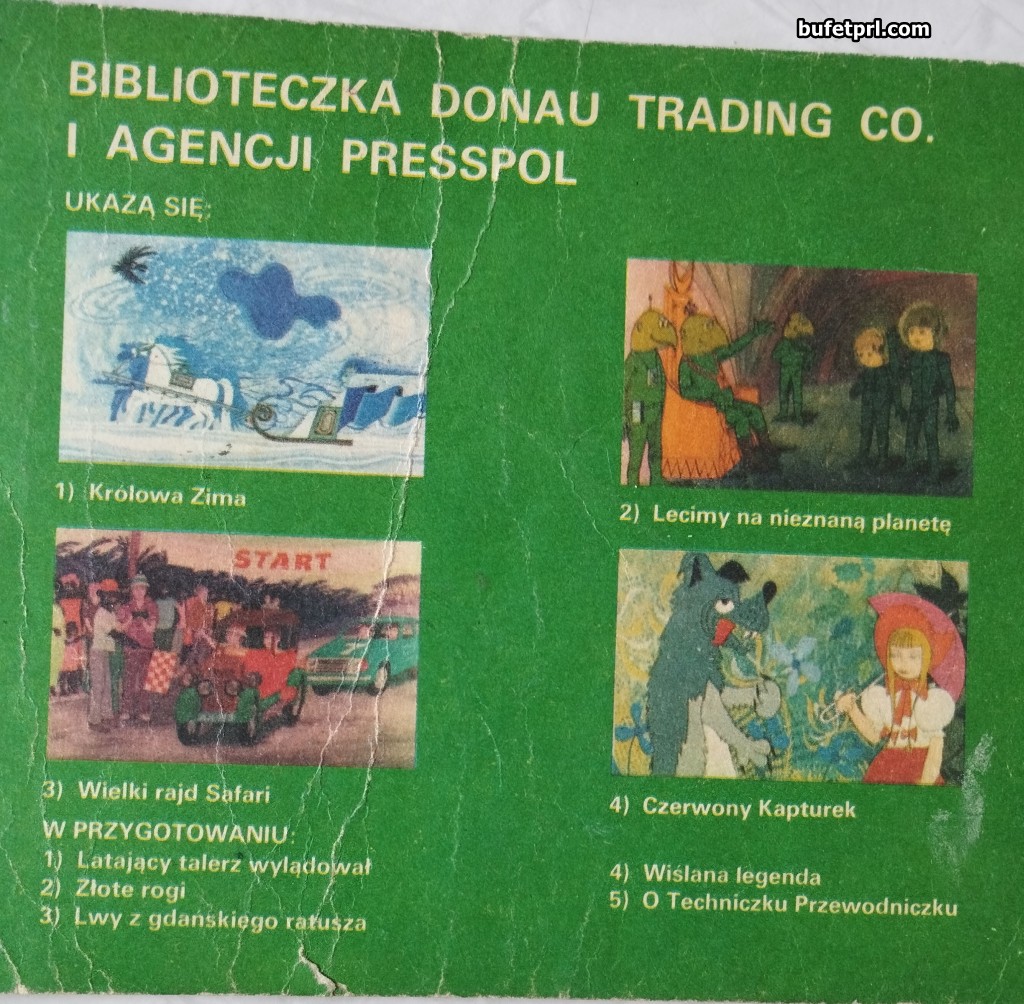 bufetprl.com
BIBLIOTECZKA DONAU TRADING CO.
I AGENCJI PRESSPOL
UKAZĄ SIĘ:
1) Królowa Zima
2) Lecimy na nieznaną planetę
START
3) Wielki rajd Safari
4) Czerwony Kapturek
W PRZYGOTOWANIU:
1) Latający talerz wylądował
2) Złote rogi
3) Lwy z gdańskięgo ratusza
4) Wiślana legenda
5) O Techniczku Przewodniczku